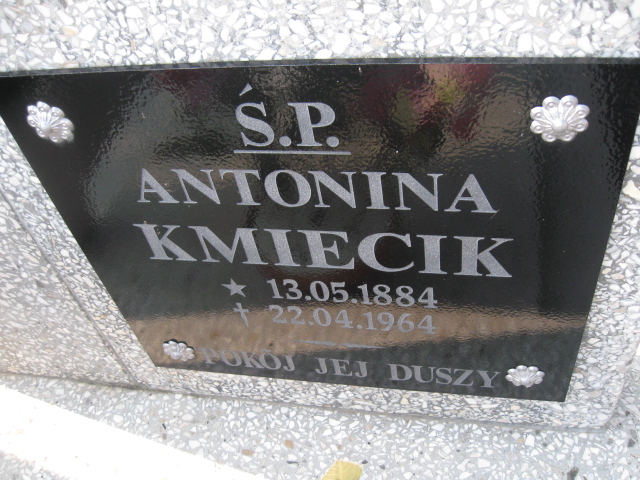 Ś.P.
ANTONINA
KMIECIK
★ 13.05.1884
† 22.04.1964
POKÓJ JEJ DUSZY